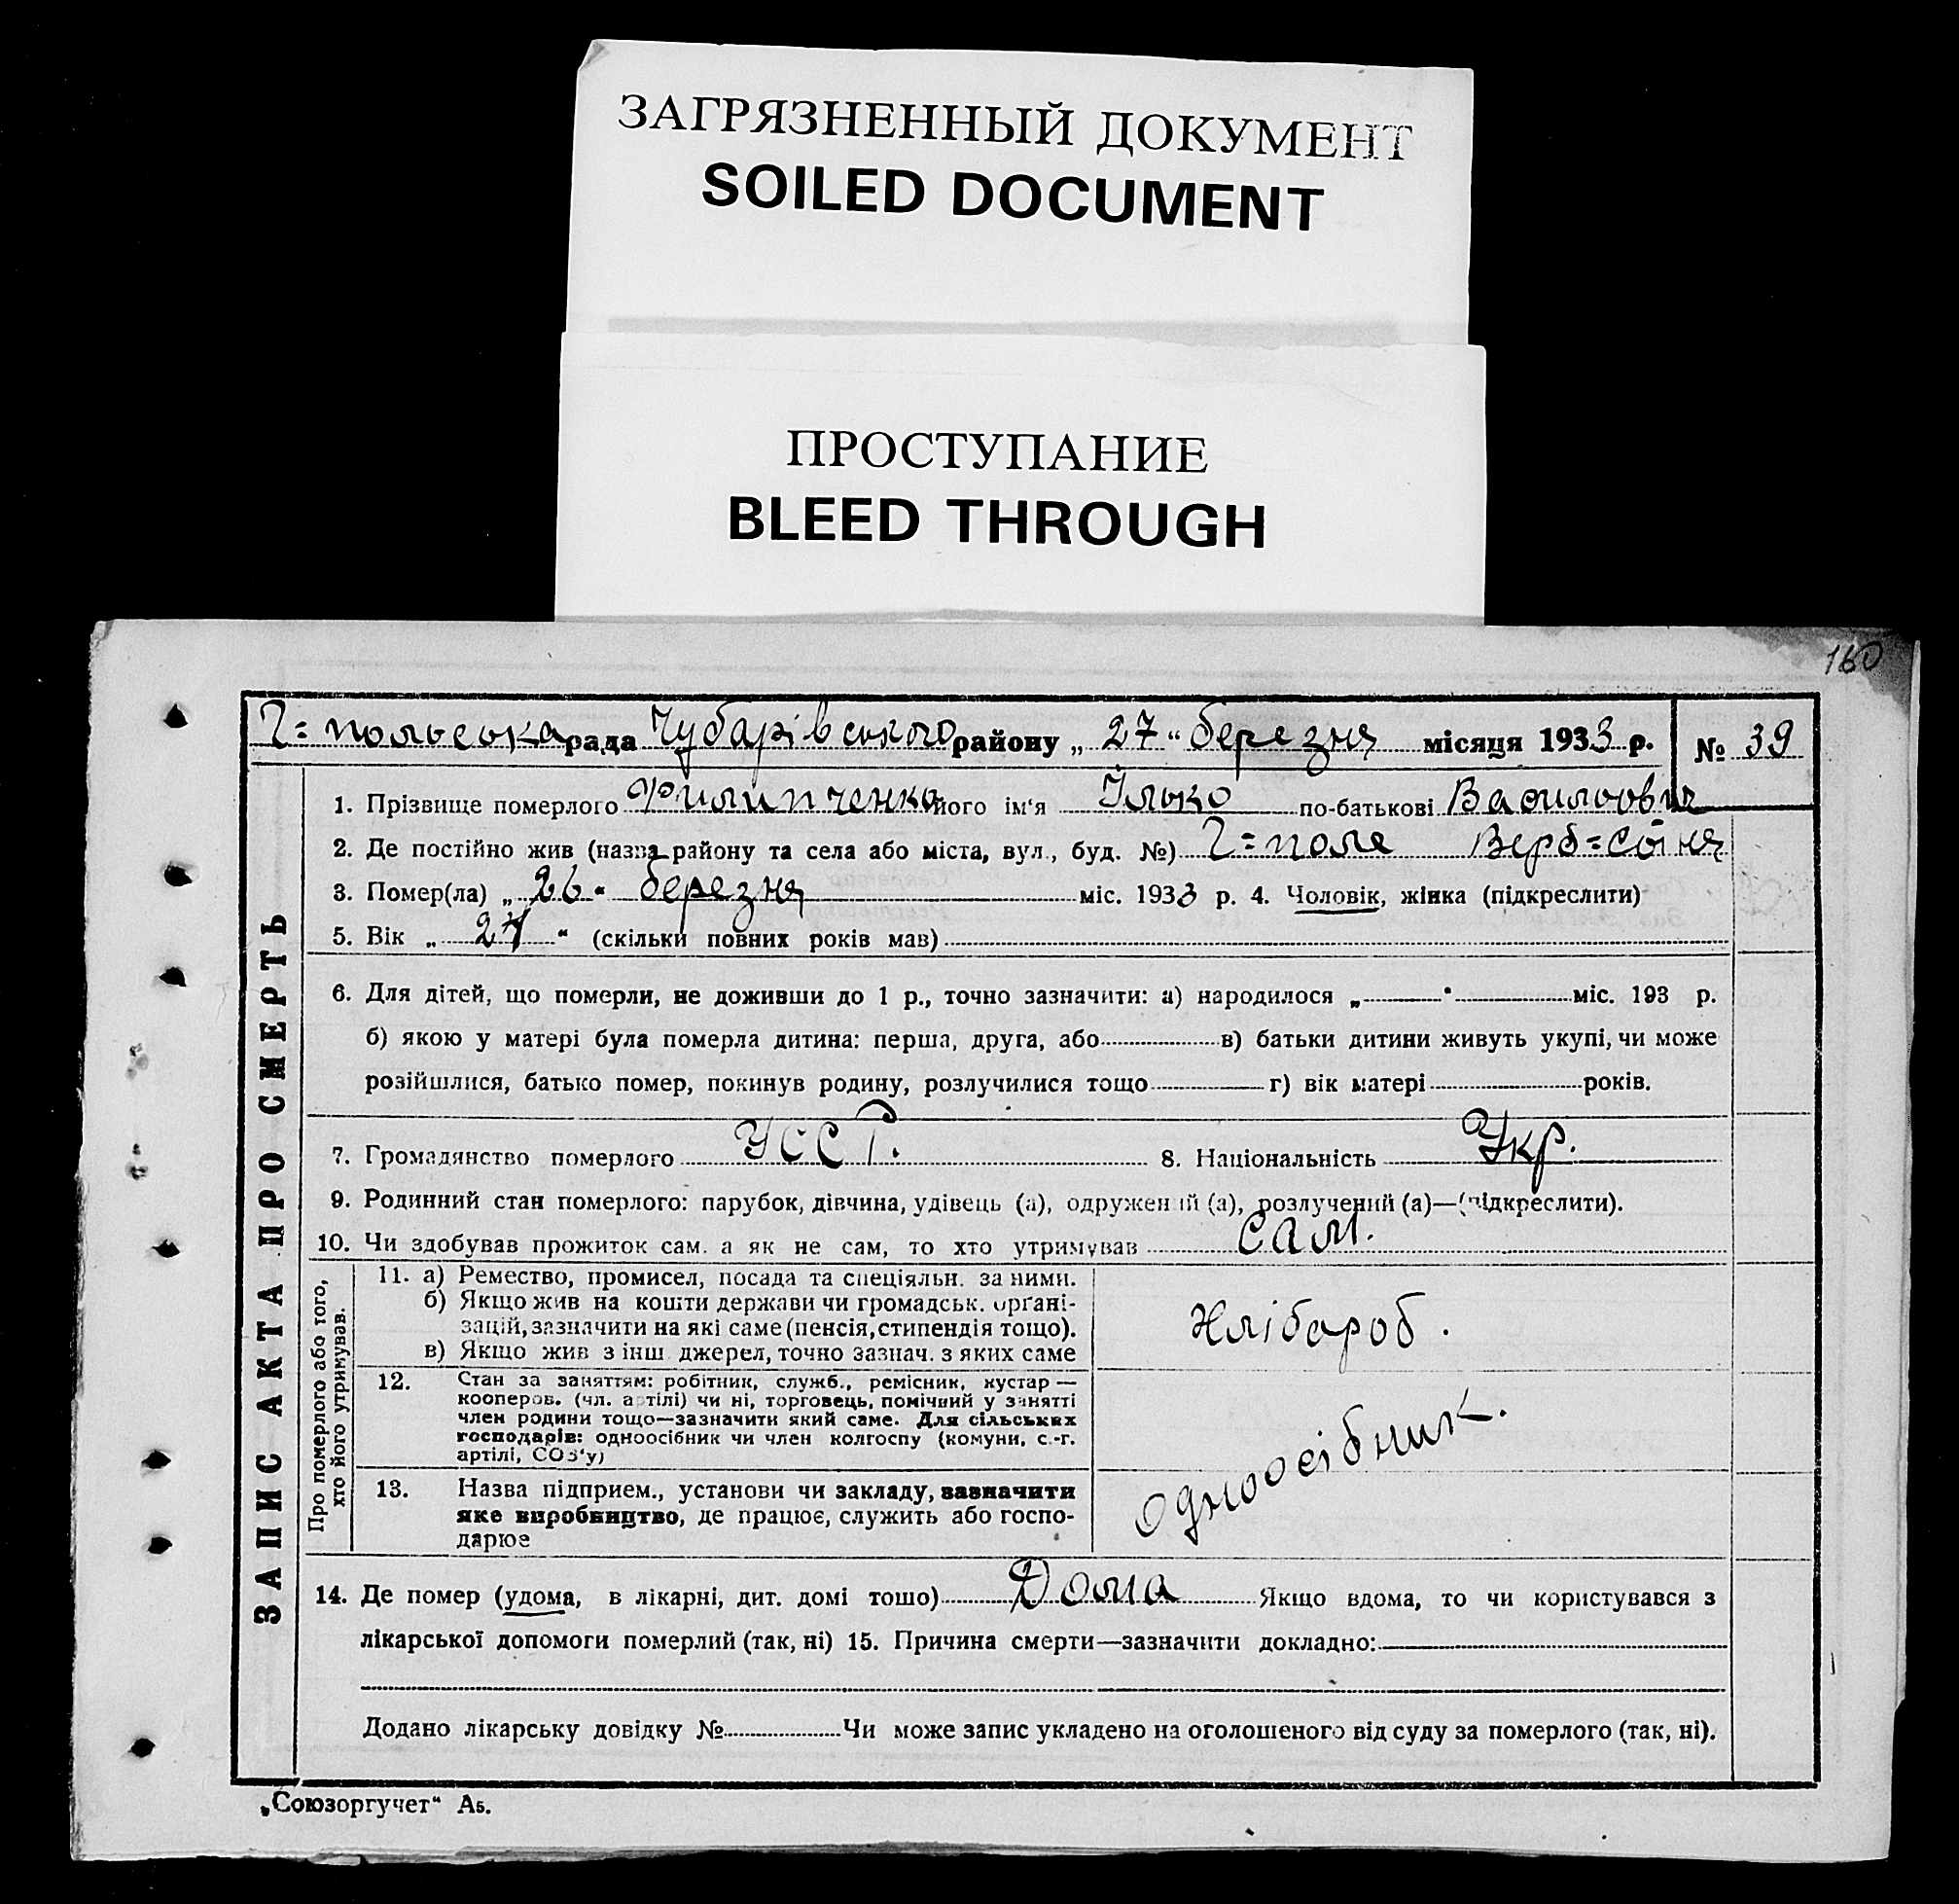 ЗАГРЯЗНЕННЫЙ ДОКУМЕНТ
SOILED DOCUMENT
ПРОСТУПАНИЕ
BLEED THROUGH
160
Г=польська рада Чубарівського району „27“ березня місяця 1933 р. № 39
ЗАПИС АКТА ПРО СМЕРТЬ
1. Прізвище померлого Филипченко його ім‘я Ілько по-батькові Васильович
2. Де постійно жив (назва району та села або міста, вул., буд. №) Г=поле Верб=
3. Помер(ла) „26“ березня міс. 1933 р. 4. Чоловік, жінка (підкреслити)
5. Вік „27“ (скільки повних років мав)
6. Для дітей, що померли, не доживши до 1 р., точно зазначити: а) народилося „ “ міс. 193 р.
б) якою у матері була померла дитина: перша, друга, або в) батьки дитини живуть укупі, чи може
розійшлися, батько помер, покинув родину, розлучилися тощо г) вік матері років.
7. Громадянство померлого УССР. 8. Національність Укр.
9. Родинний стан померлого: парубок, дівчина, удівець (а), одружений (а), розлучений (а)—(підкреслити).
10. Чи здобував прожиток сам. а як не сам, то хто утримував сам.
Про померлого або того,
хто його утримував.
11. а) Ремество, промисел, посада та спеціяльн. за ними.
б) Якщо жив на кошти держави чи громадськ. органі-
зацій, зазначити на які саме (пенсія, стипендія тощо).
в) Якщо жив з інш джерел, точно зазнач. з яких саме
Хлібороб.
12. Стан за заняттям: робітник, служб., ремісник, кустар —
кооперов. (чл. артілі) чи ні, торговець, помічний у занятті
член родини тощо—зазначити який саме. Для сільських
господарів: одноосібник чи член колгоспу (комуни, с.-г.
артілі, СОЗ‘у)
Одноосібник.
13. Назва підприєм., установи чи закладу, зазначити
яке виробництво, де працює, служить або госпо-
дарює
14. Де помер (удома, в лікарні, дит. домі тошо) Дома Якщо вдома, то чи користувався з
лікарської допомоги померлий (так, ні) 15. Причина смерти—зазначити докладно:
Додано лікарську довідку № Чи може запис укладено на оголошеного від суду за померлого (так, ні).
„Союзоргучет“ А5.